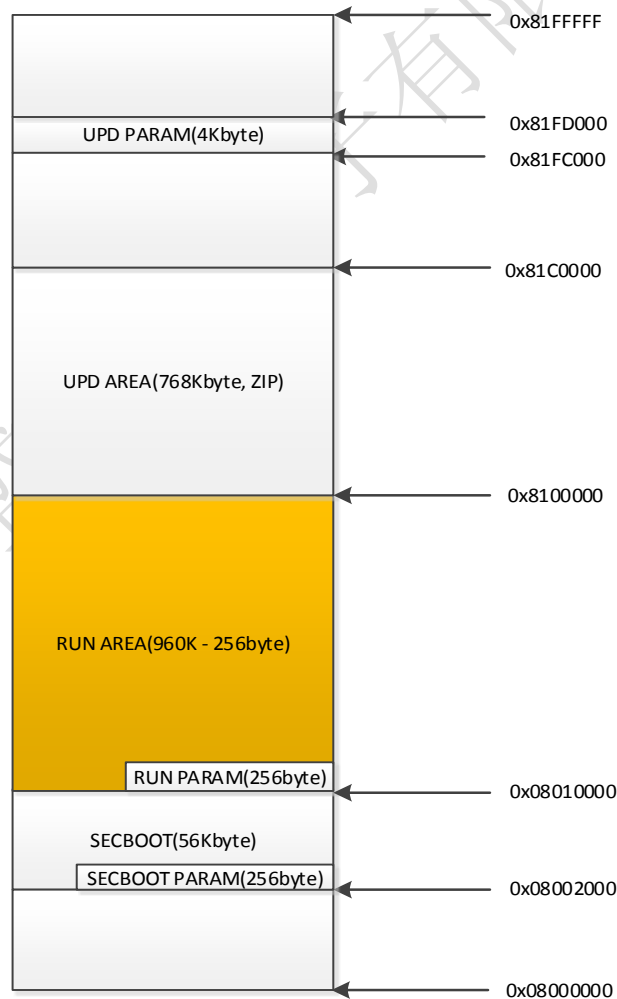 0x81FFFFF
0x81FD000
UPD PARAM(4Kbyte)
0x81FC000
0x81C0000
UPD AREA(768Kbyte, ZIP)
0x8100000
RUN AREA(960K - 256byte)
RUN PARAM(256byte)
0x08010000
SECBOOT(56Kbyte)
SECBOOT PARAM(256byte)
0x08002000
0x08000000